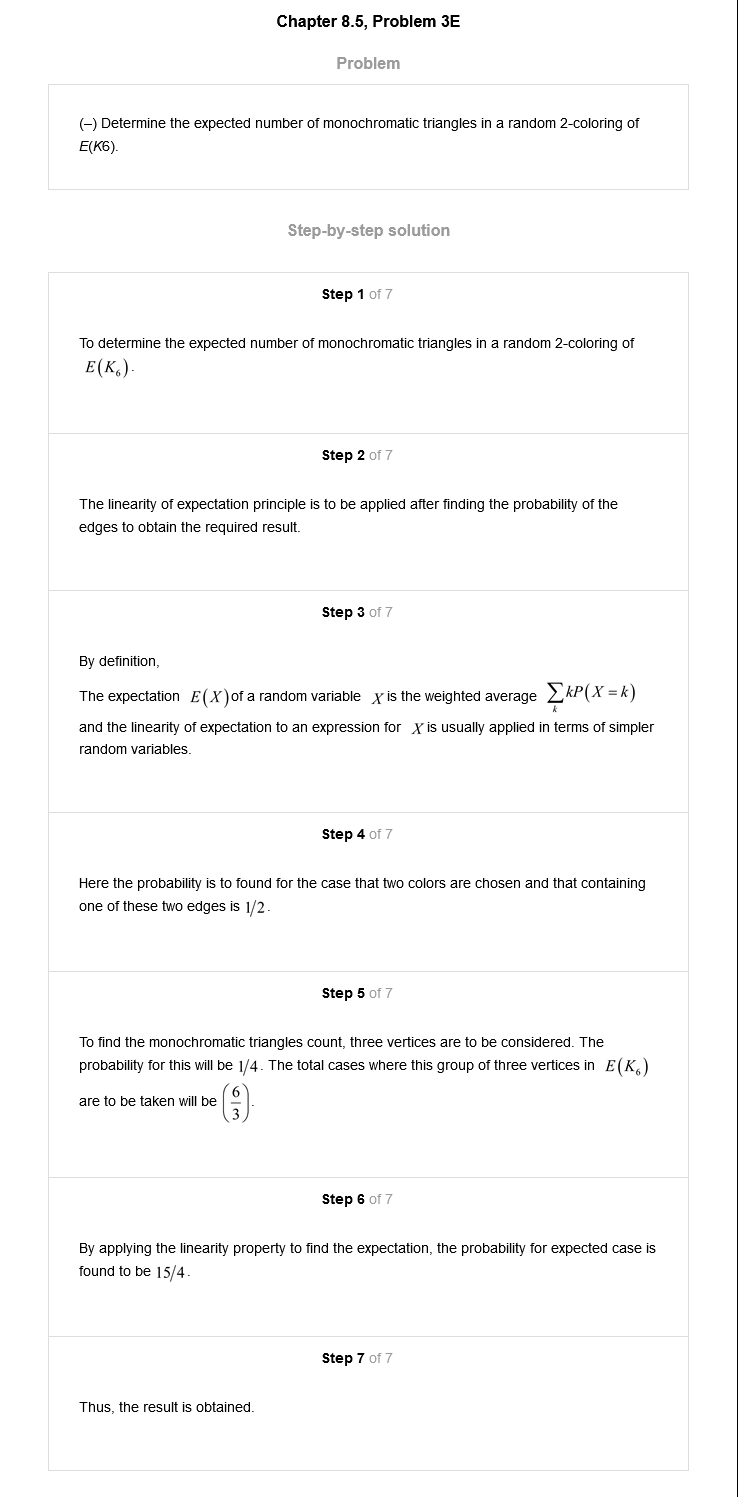 Chapter 8.5, Problem 3E
Problem
(–) Determine the expected number of monochromatic triangles in a random 2-coloring of
E(K6).
Step-by-step solution
Step 1 of 7
To determine the expected number of monochromatic triangles in a random 2-coloring of
E(K₆).
Step 2 of 7
The linearity of expectation principle is to be applied after finding the probability of the
edges to obtain the required result.
Step 3 of 7
By definition,
The expectation E(X) of a random variable X is the weighted average ∑ₖ kP(X = k)
and the linearity of expectation to an expression for X is usually applied in terms of simpler
random variables.
Step 4 of 7
Here the probability is to found for the case that two colors are chosen and that containing
one of these two edges is 1/2.
Step 5 of 7
To find the monochromatic triangles count, three vertices are to be considered. The
probability for this will be 1/4. The total cases where this group of three vertices in E(K₆)
are to be taken will be (6/3).
Step 6 of 7
By applying the linearity property to find the expectation, the probability for expected case is
found to be 15/4.
Step 7 of 7
Thus, the result is obtained.